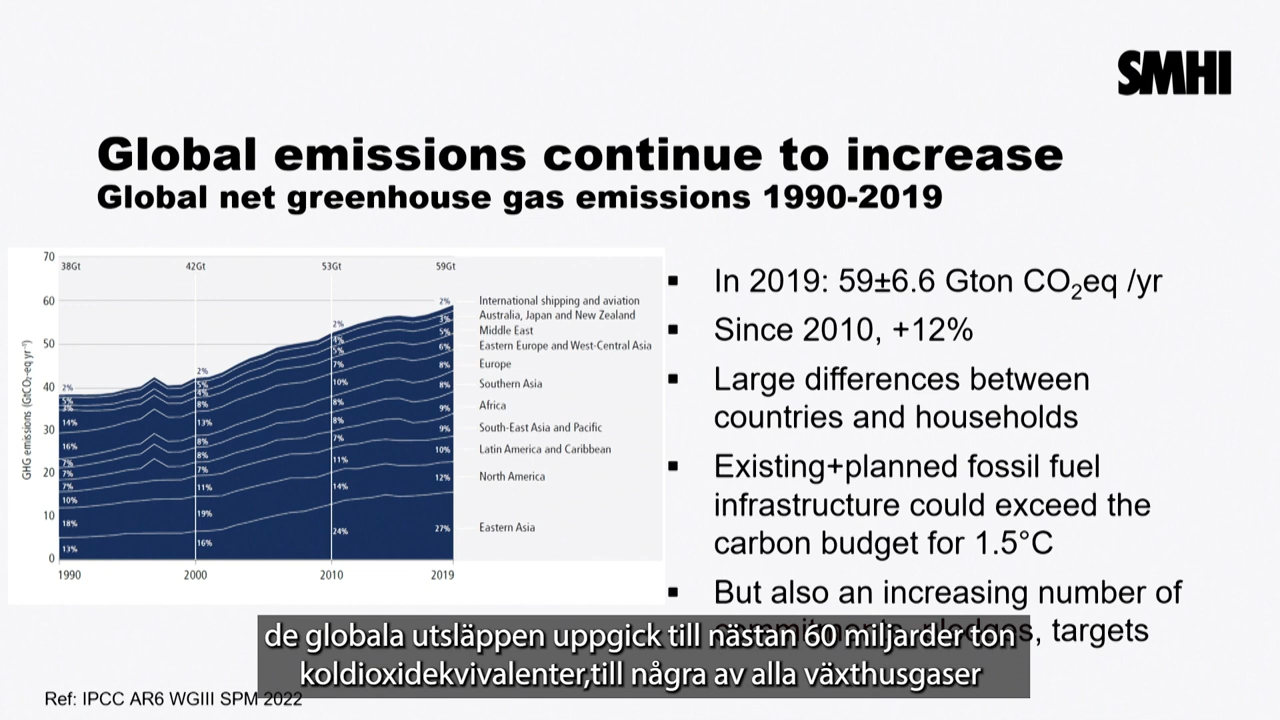 SMHI
Global emissions continue to increase
Global net greenhouse gas emissions 1990-2019
GHG emissions (GtCO₂-eq yr⁻¹)
70
60
50
40
30
20
10
0
38Gt
42Gt
53Gt
59Gt
2%
5%
3%
14%
16%
7%
7%
7%
10%
18%
13%
2%
5%
4%
8%
13%
8%
8%
7%
11%
19%
16%
2%
4%
5%
7%
10%
8%
8%
7%
11%
14%
24%
2%
3%
5%
6%
8%
8%
9%
9%
10%
12%
27%
International shipping and aviation
Australia, Japan and New Zealand
Middle East
Eastern Europe and West-Central Asia
Europe
Southern Asia
Africa
South-East Asia and Pacific
Latin America and Caribbean
North America
Eastern Asia
1990
2000
2010
2019
▪ In 2019: 59±6.6 Gton CO₂eq /yr
▪ Since 2010, +12%
▪ Large differences between
countries and households
▪ Existing+planned fossil fuel
infrastructure could exceed the
carbon budget for 1.5°C
▪ But also an increasing number of
commitments, pledges, targets
de globala utsläppen uppgick till nästan 60 miljarder ton
koldioxidekvivalenter,till några av alla växthusgaser
Ref: IPCC AR6 WGIII SPM 2022